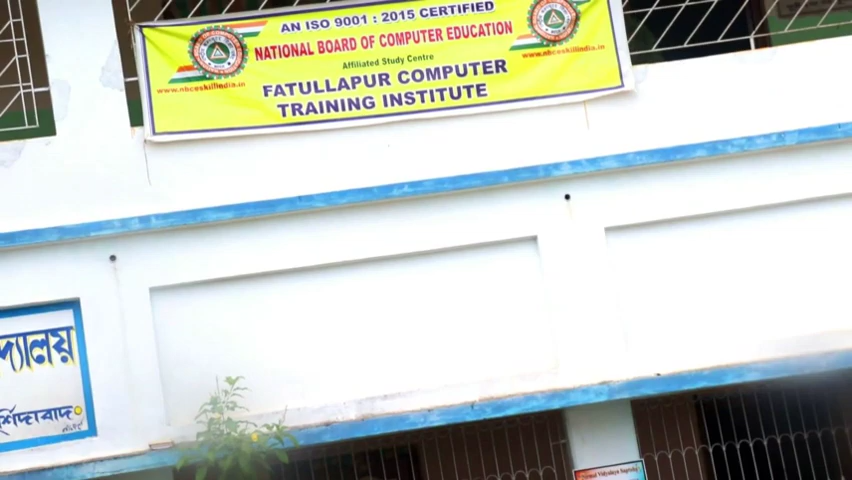 AN ISO 9001 : 2015 CERTIFIED
NATIONAL BOARD OF COMPUTER EDUCATION
Affiliated Study Centre
FATULLAPUR COMPUTER
TRAINING INSTITUTE
www.nbceskillindia.in
www.nbceskillindia.in
দ্যালয়
র্শিদাবাদ